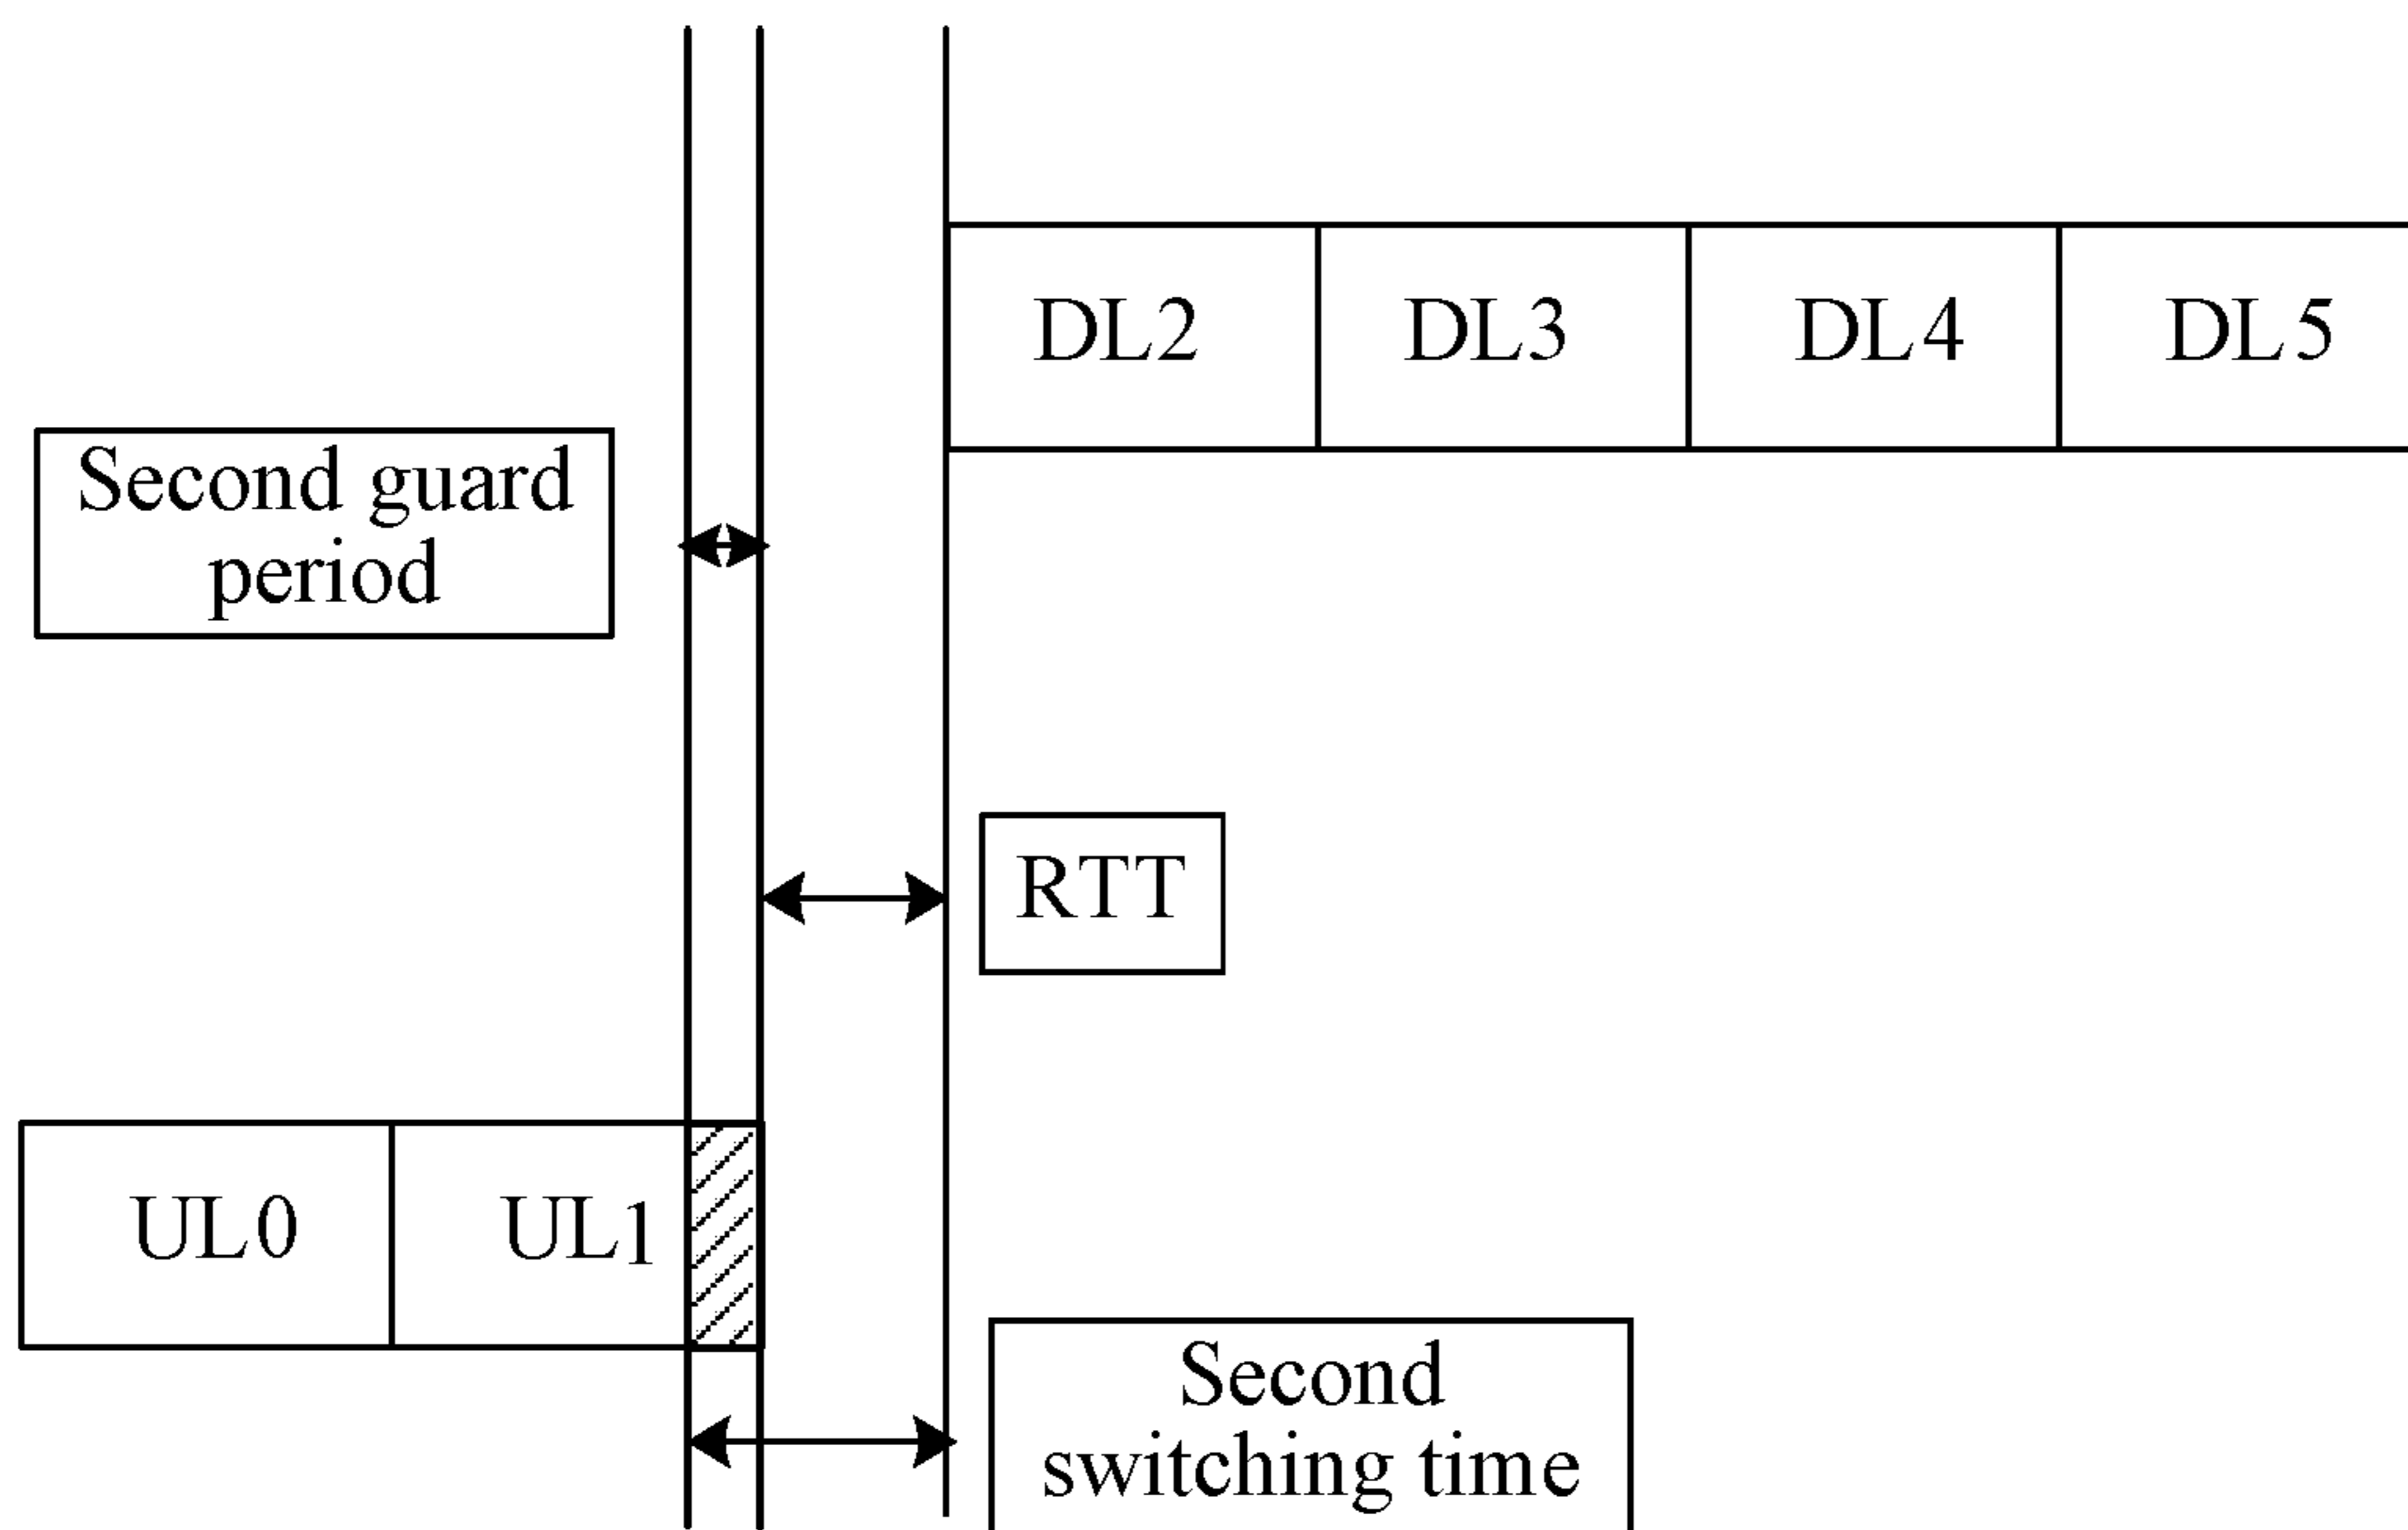 DL2 DL3 DL4 DL5
Second guard
period
RTT
UL0 UL1
Second
switching time